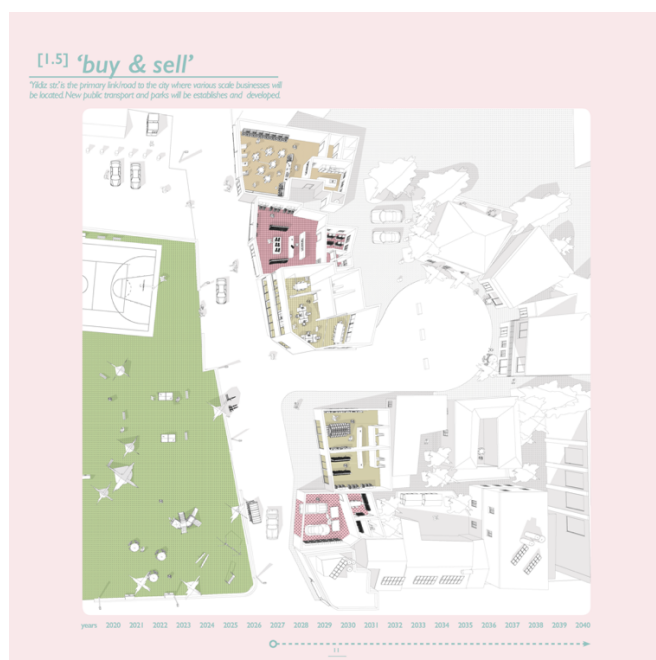 [1.5] ‘buy & sell’
‘Yildiz str.’ is the primary link/road to the city where various scale businesses will
be located. New public transport and parks will be establishes and developed.
years 2020 2021 2022 2023 2024 2025 2026 2027 2028 2029 2030 2031 2032 2033 2034 2035 2036 2037 2038 2039 2040